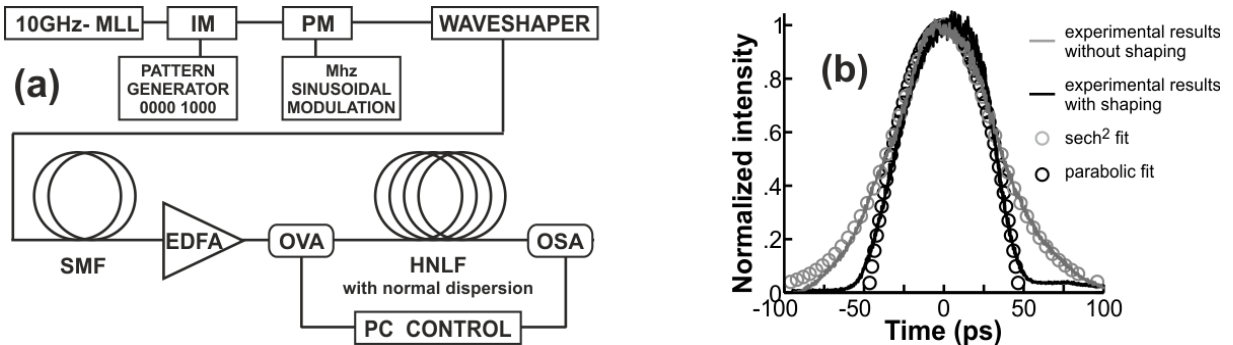 10GHz- MLL
IM
PM
WAVESHAPER
(a)
PATTERN
GENERATOR
0000 1000
Mhz
SINUSOIDAL
MODULATION
SMF
EDFA
OVA
HNLF
with normal dispersion
OSA
PC CONTROL
(b)
Normalized intensity
1
.8
.6
.4
.2
0
-100
-50
0
50
100
Time (ps)
experimental results
without shaping
experimental results
with shaping
sech² fit
parabolic fit